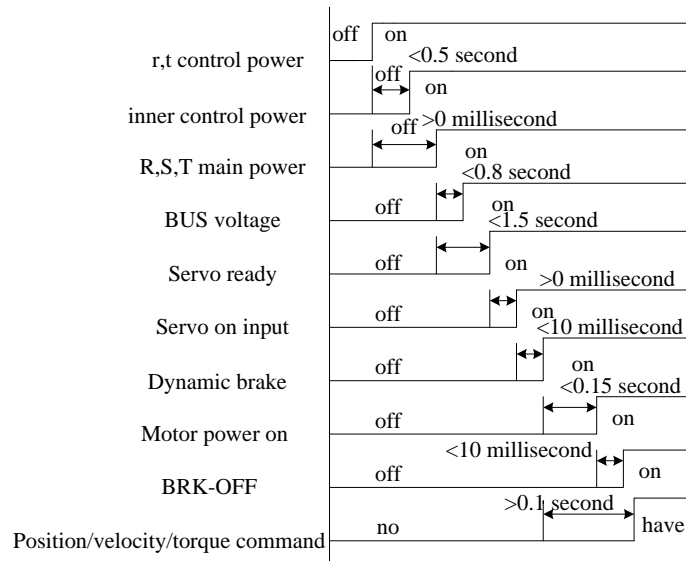 off on
r,t control power
<0.5 second
off
on
inner control power
off >0 millisecond
R,S,T main power
on
<0.8 second
BUS voltage
off
on
<1.5 second
Servo ready
off
on
>0 millisecond
Servo on input
off
on
<10 millisecond
Dynamic brake
off
on
<0.15 second
Motor power on
off
on
<10 millisecond
BRK-OFF
off
on
>0.1 second
Position/velocity/torque command
no
have